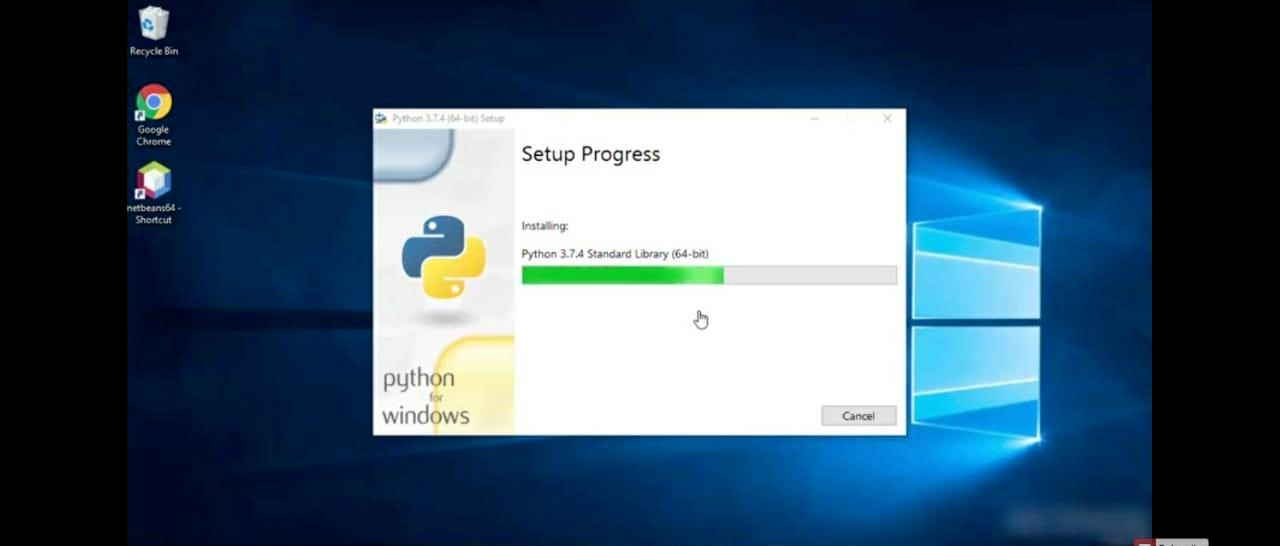 Recycle Bin
Google
Chrome
netbeans64 -
Shortcut
Python 3.7.4 (64-bit) Setup
Setup Progress
Installing:
Python 3.7.4 Standard Library (64-bit)
python
for
windows
Cancel